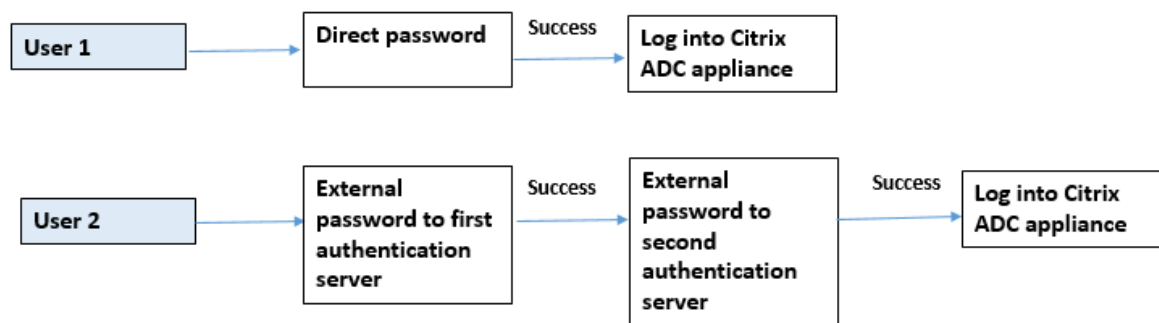 User 1
Direct password
Success
Log into Citrix
ADC appliance
User 2
External
password to first
authentication
server
Success
External
password to
second
authentication
server
Success
Log into Citrix
ADC appliance